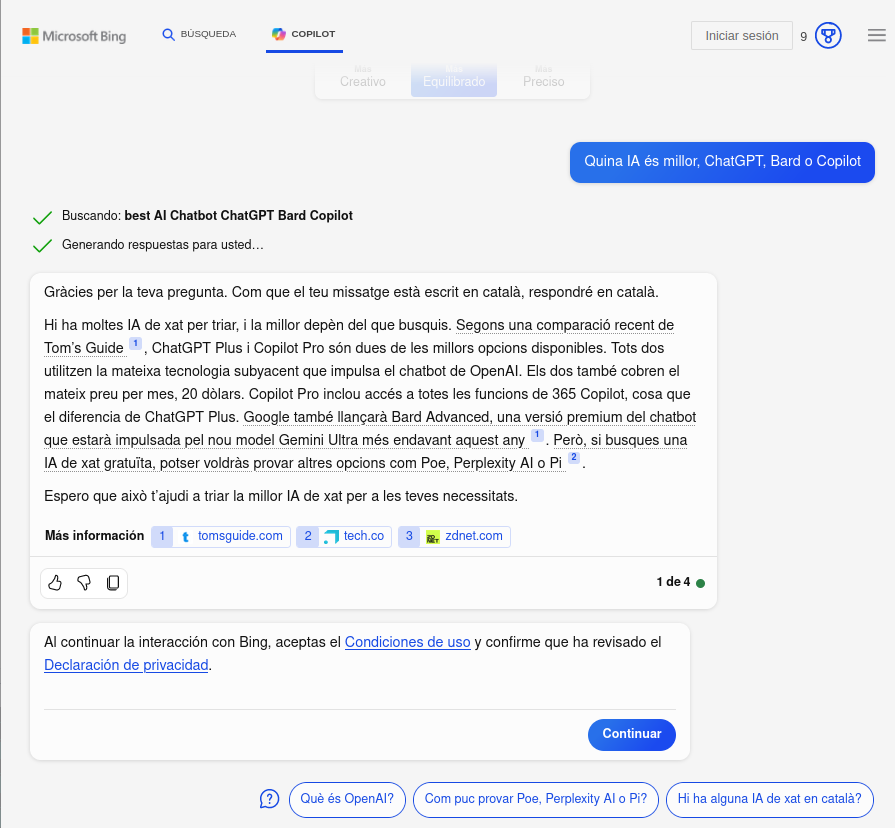 Microsoft Bing
BÚSQUEDA
COPILOT
Iniciar sesión
9
Más Más
Creativo Equilibrado Preciso
Quina IA és millor, ChatGPT, Bard o Copilot
Buscando: best AI Chatbot ChatGPT Bard Copilot
Generando respuestas para usted…
Gràcies per la teva pregunta. Com que el teu missatge està escrit en català, respondré en català.
Hi ha moltes IA de xat per triar, i la millor depèn del que busquis. Segons una comparació recent de
Tom’s Guide 1 , ChatGPT Plus i Copilot Pro són dues de les millors opcions disponibles. Tots dos
utilitzen la mateixa tecnologia subyacent que impulsa el chatbot de OpenAI. Els dos també cobren el
mateix preu per mes, 20 dòlars. Copilot Pro inclou accés a totes les funcions de 365 Copilot, cosa que
el diferencia de ChatGPT Plus. Google també llançarà Bard Advanced, una versió premium del chatbot
que estarà impulsada pel nou model Gemini Ultra més endavant aquest any 1 . Però, si busques una
IA de xat gratuïta, potser voldràs provar altres opcions com Poe, Perplexity AI o Pi 2 .
Espero que això t’ajudi a triar la millor IA de xat per a les teves necessitats.
Más información 1 tomsguide.com 2 tech.co 3 zdnet.com
1 de 4
Al continuar la interacción con Bing, aceptas el Condiciones de uso y confirme que ha revisado el
Declaración de privacidad.
Continuar
Què és OpenAI? Com puc provar Poe, Perplexity AI o Pi? Hi ha alguna IA de xat en català?